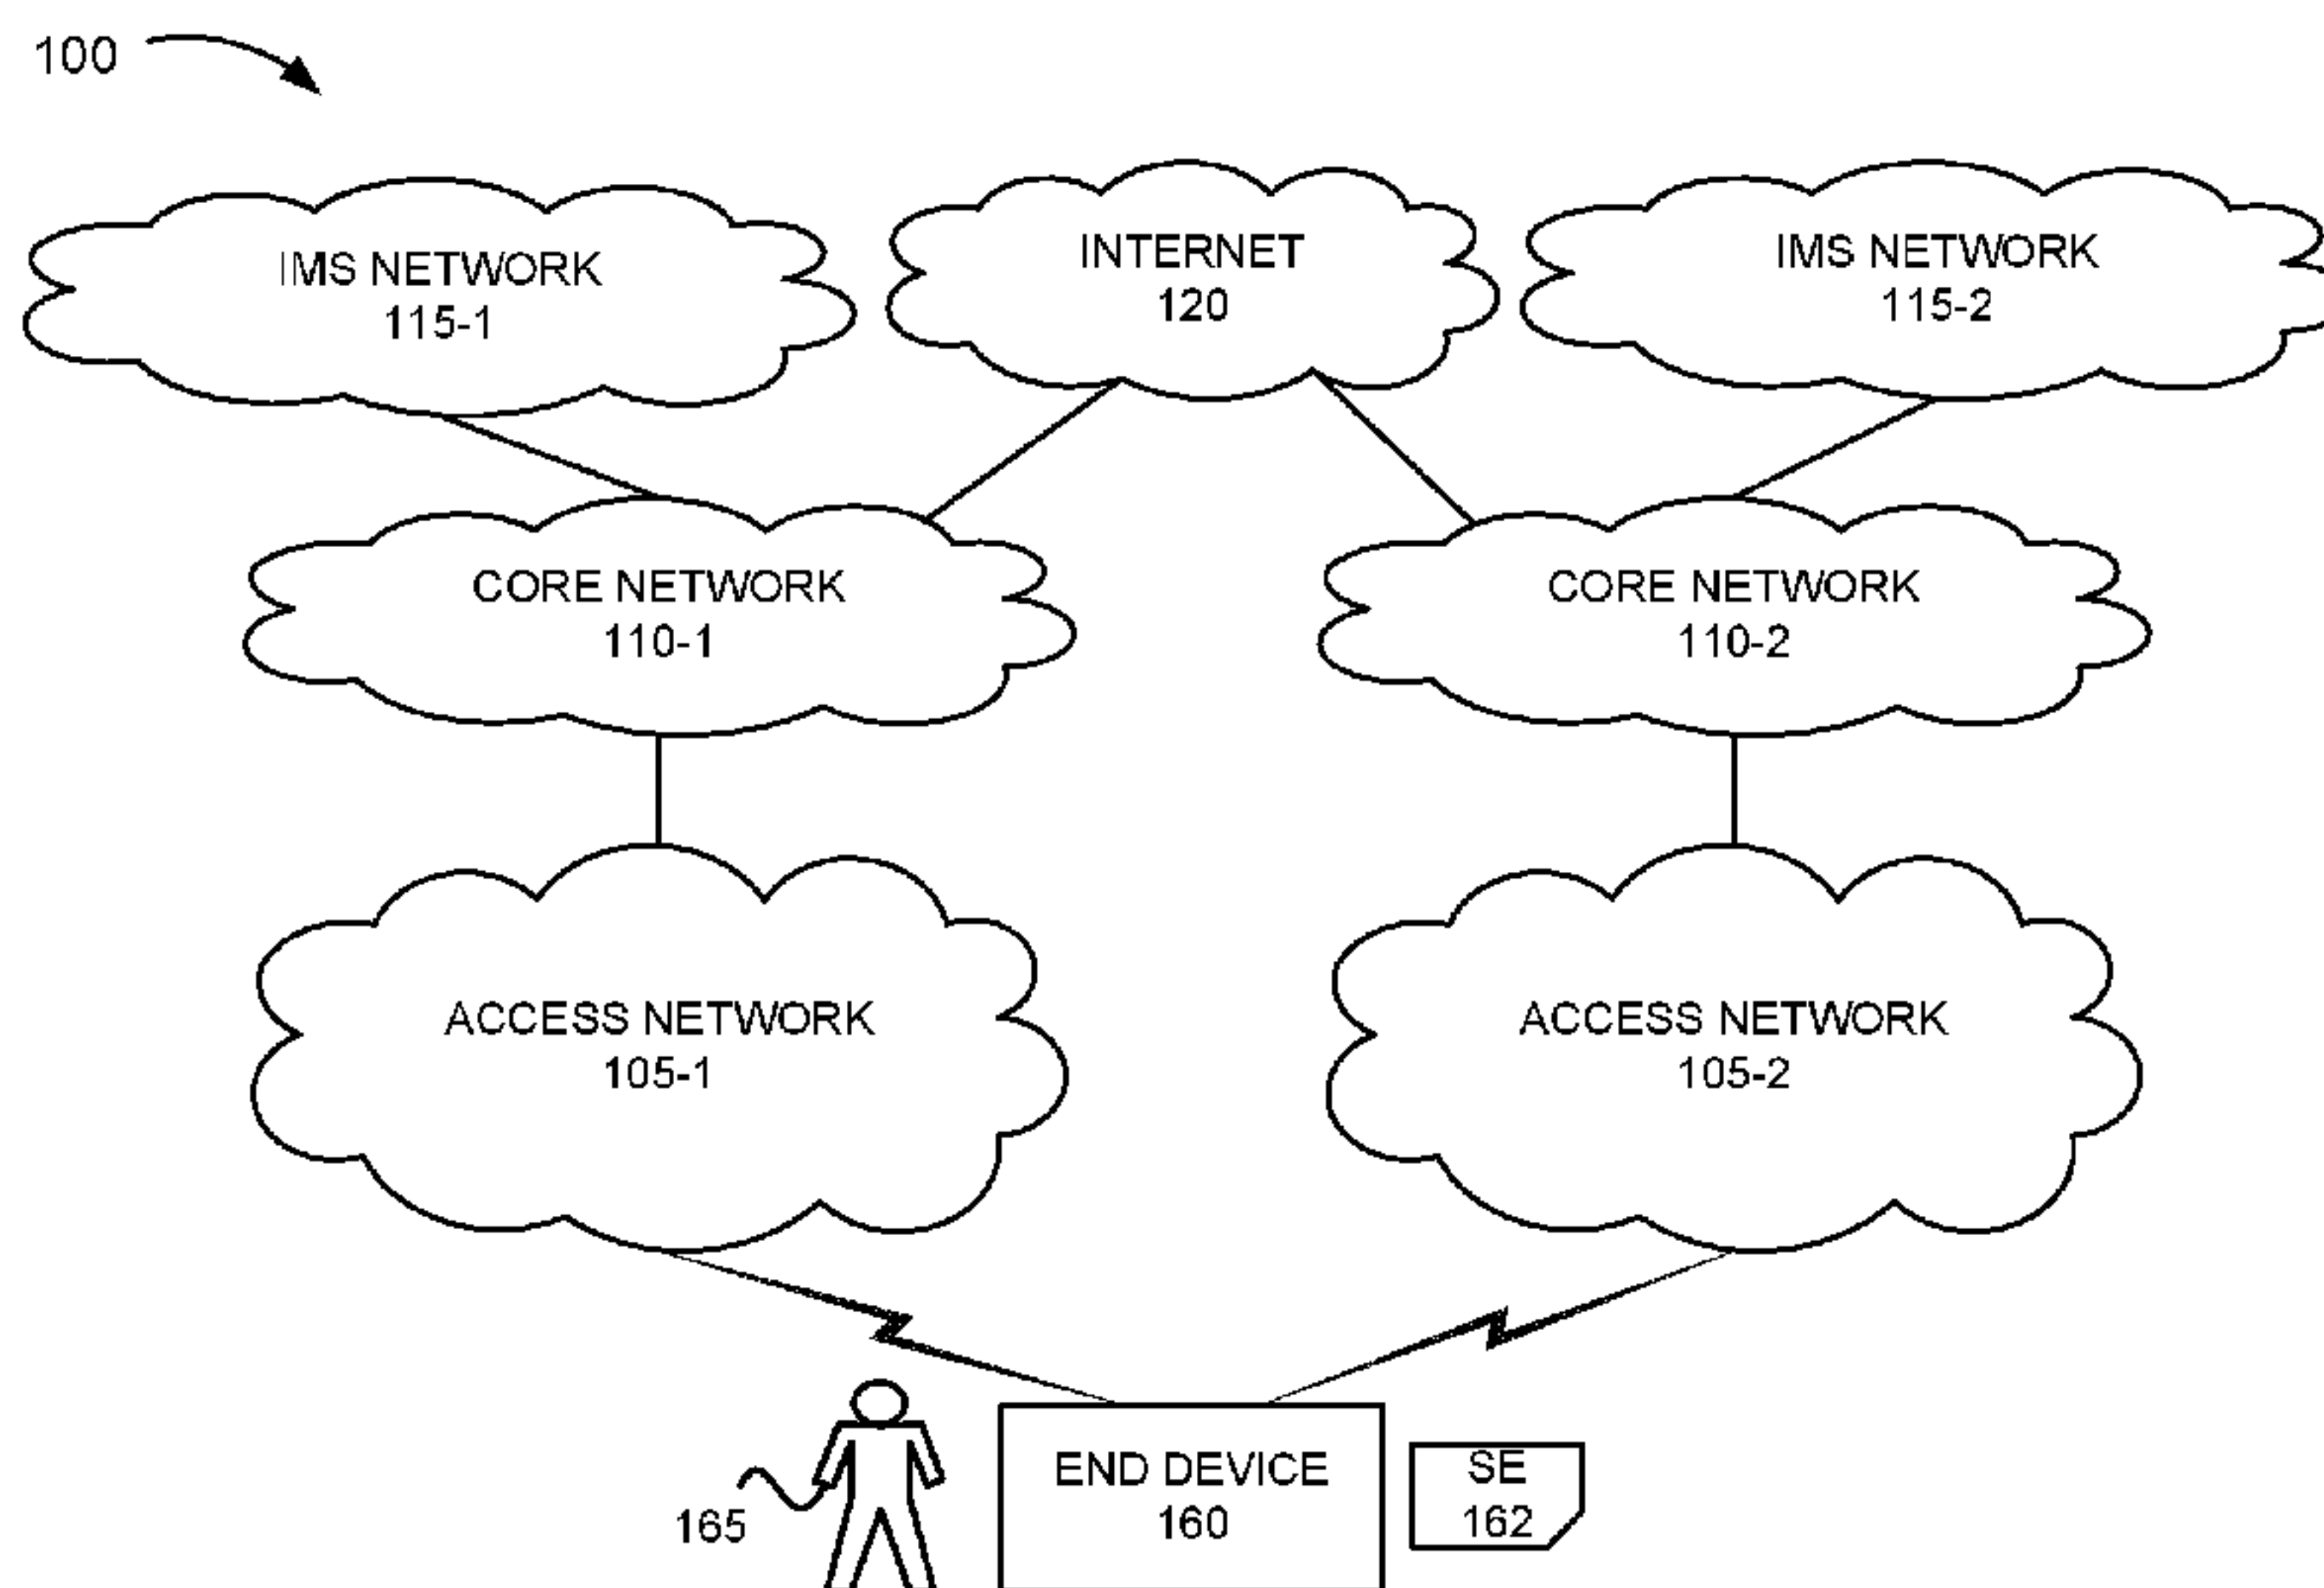 100
IMS NETWORK
115-1
INTERNET
120
IMS NETWORK
115-2
CORE NETWORK
110-1
CORE NETWORK
110-2
ACCESS NETWORK
105-1
ACCESS NETWORK
105-2
165
END DEVICE
160
SE
162